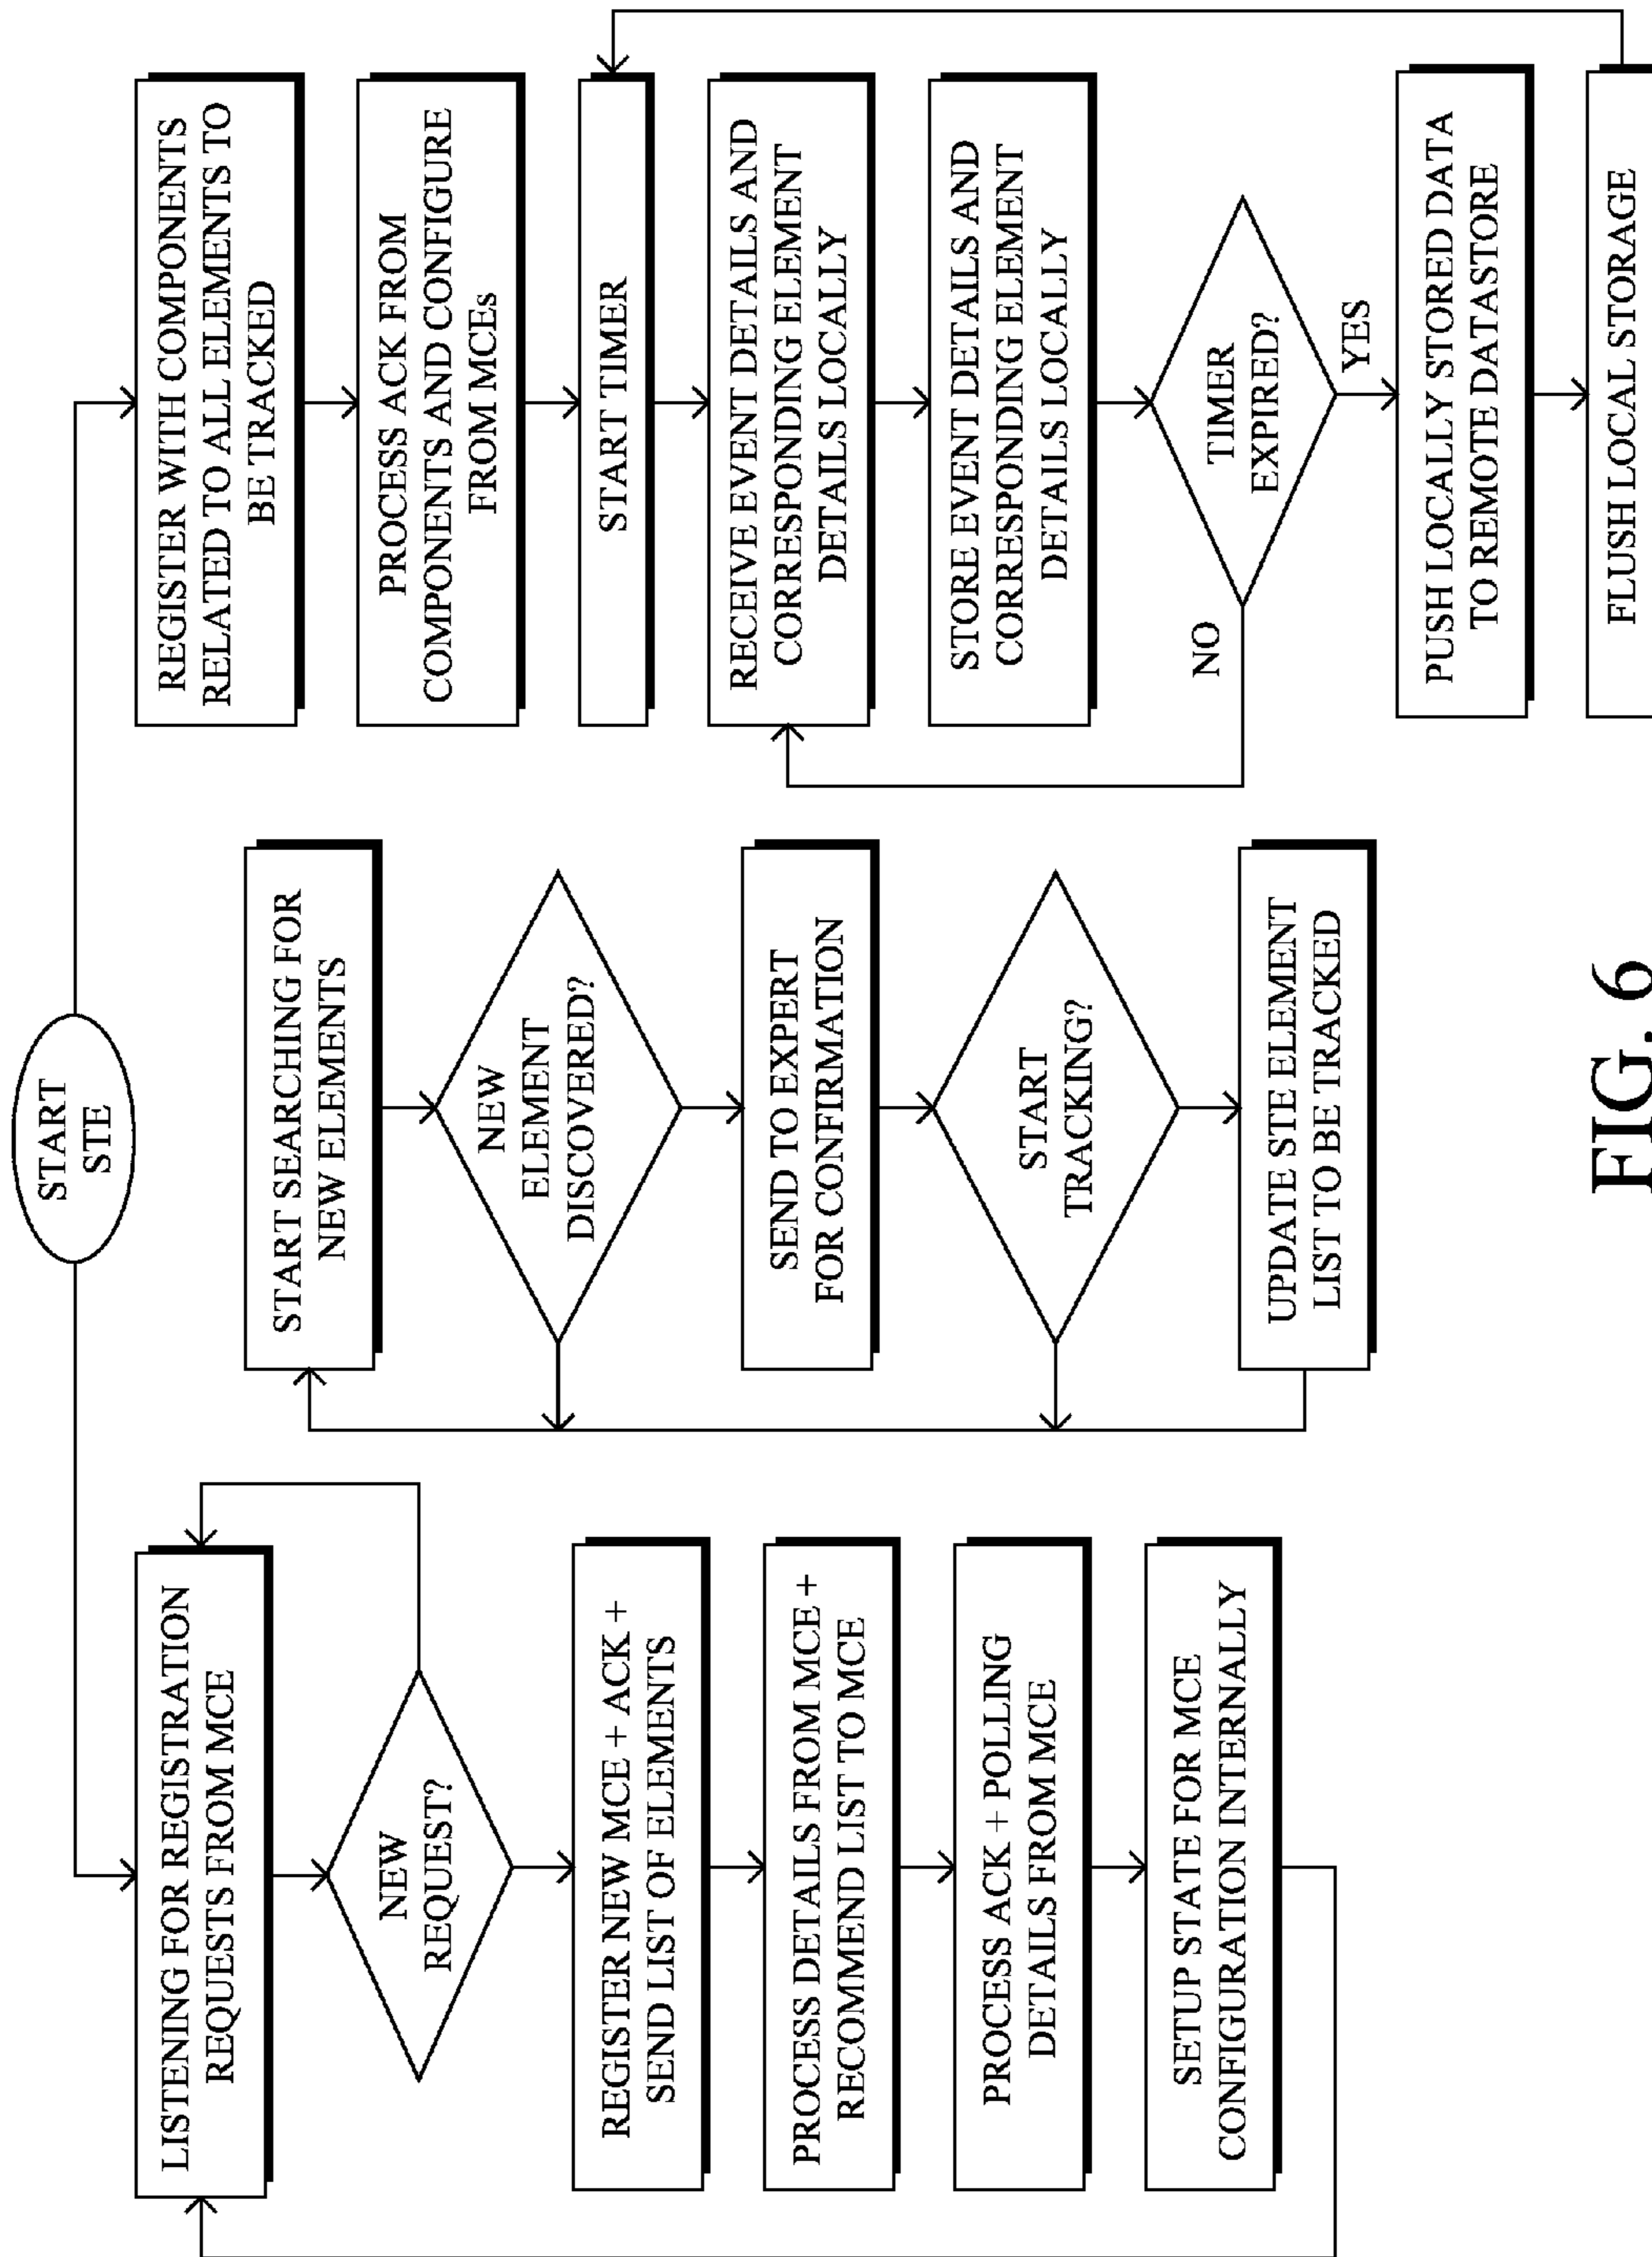 START
STE
LISTENING FOR REGISTRATION
REQUESTS FROM MCE
NEW
REQUEST?
REGISTER NEW MCE + ACK +
SEND LIST OF ELEMENTS
PROCESS DETAILS FROM MCE +
RECOMMEND LIST TO MCE
PROCESS ACK + POLLING
DETAILS FROM MCE
SETUP STATE FOR MCE
CONFIGURATION INTERNALLY
START SEARCHING FOR
NEW ELEMENTS
NEW
ELEMENT
DISCOVERED?
SEND TO EXPERT
FOR CONFIRMATION
START
TRACKING?
UPDATE STE ELEMENT
LIST TO BE TRACKED
REGISTER WITH COMPONENTS
RELATED TO ALL ELEMENTS TO
BE TRACKED
PROCESS ACK FROM
COMPONENTS AND CONFIGURE
FROM MCEs
START TIMER
RECEIVE EVENT DETAILS AND
CORRESPONDING ELEMENT
DETAILS LOCALLY
STORE EVENT DETAILS AND
CORRESPONDING ELEMENT
DETAILS LOCALLY
TIMER
EXPIRED?
NO
YES
PUSH LOCALLY STORED DATA
TO REMOTE DATASTORE
FLUSH LOCAL STORAGE
FIG. 6